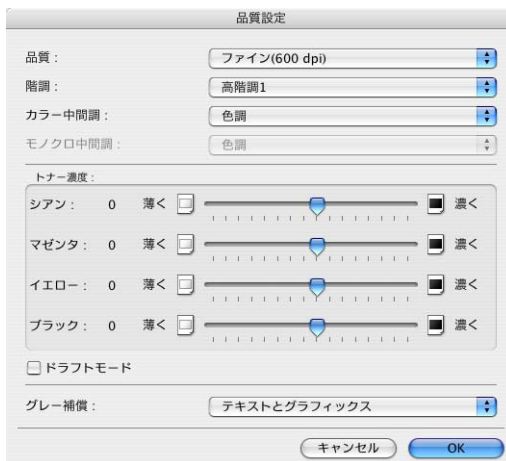 品質設定
品質： ファイン(600 dpi)
階調： 高階調1
カラー中間調： 色調
モノクロ中間調： 色調
トナー濃度：
シアン： 0 薄く 濃く
マゼンタ： 0 薄く 濃く
イエロー： 0 薄く 濃く
ブラック： 0 薄く 濃く
ドラフトモード
グレー補償： テキストとグラフィックス
キャンセル OK